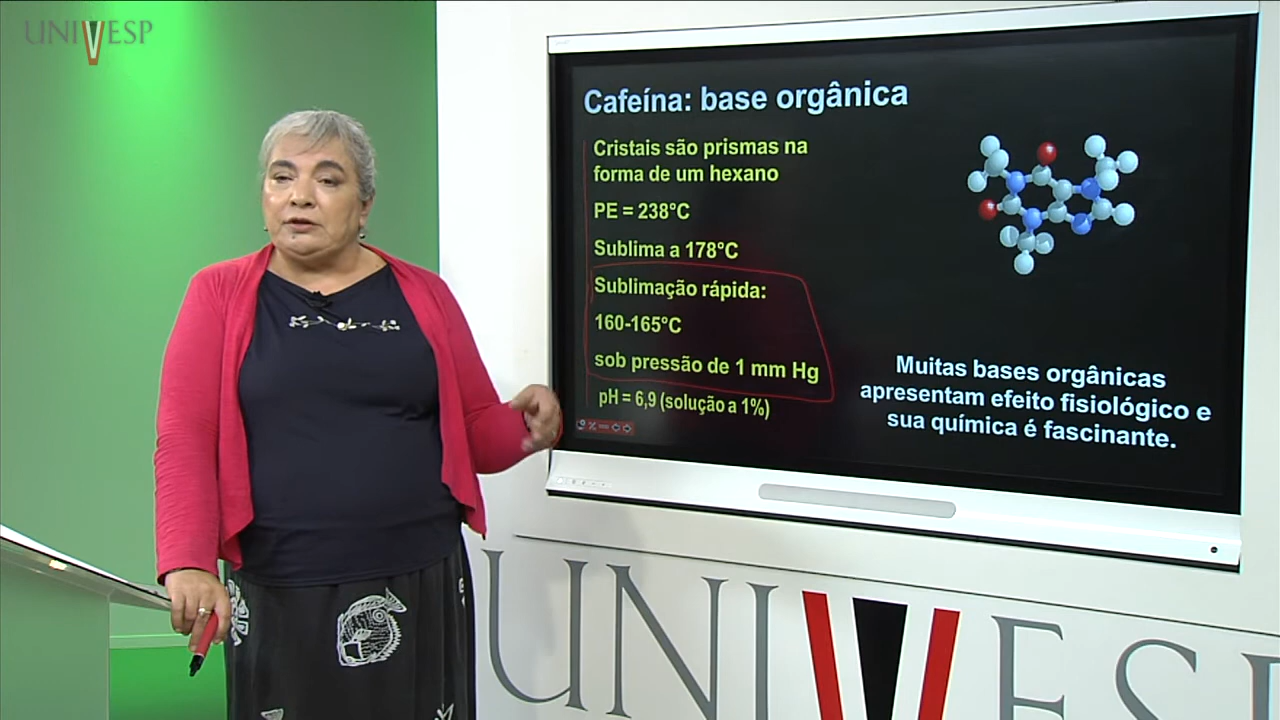 UNIVESP
Cafeína: base orgânica
Cristais são prismas na
forma de um hexano
PE = 238°C
Sublima a 178°C
Sublimação rápida:
160-165°C
sob pressão de 1 mm Hg
pH = 6,9 (solução a 1%)
Muitas bases orgânicas
apresentam efeito fisiológico e
sua química é fascinante.
UNIVESP